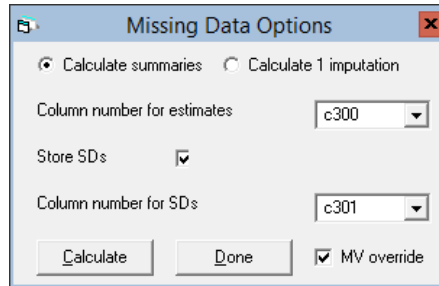 Missing Data Options
Calculate summaries Calculate 1 imputation
Column number for estimates c300
Store SDs
Column number for SDs c301
Calculate Done MV override